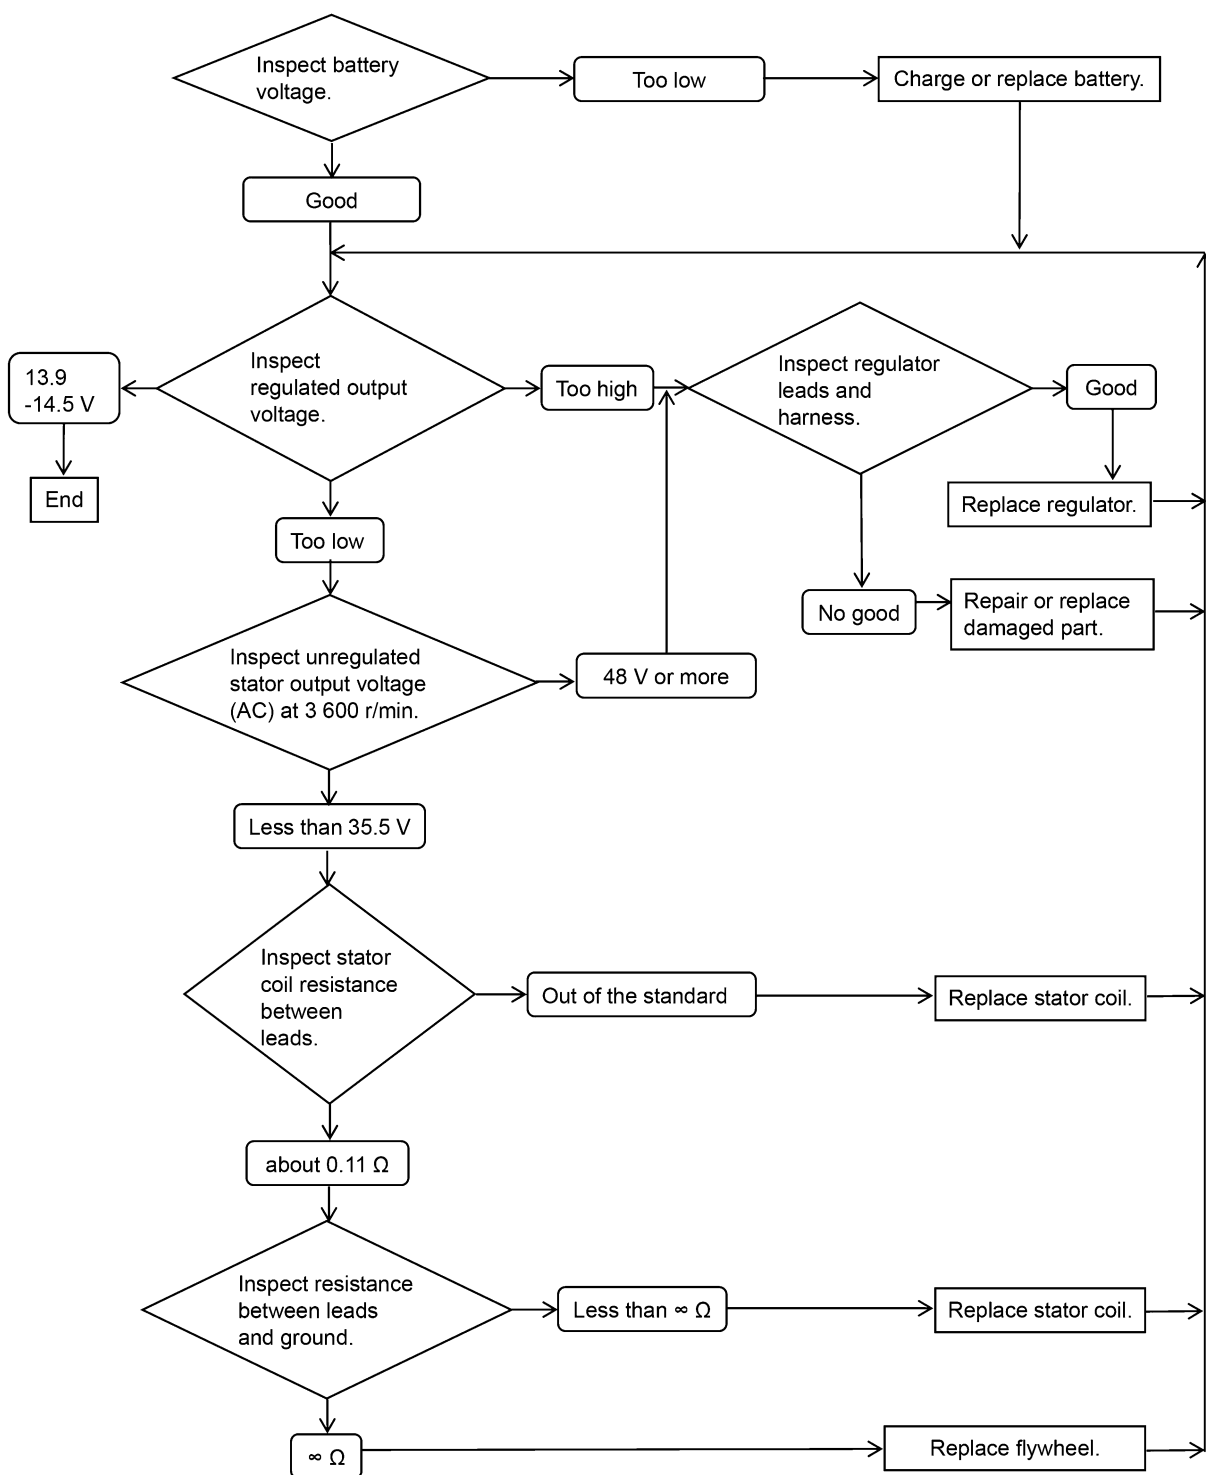 Inspect battery
voltage.
Too low
Charge or replace battery.
Good
Inspect
regulated output
voltage.
13.9
-14.5 V
End
Too high
Inspect regulator
leads and
harness.
Good
Replace regulator.
No good
Repair or replace
damaged part.
Too low
Inspect unregulated
stator output voltage
(AC) at 3 600 r/min.
48 V or more
Less than 35.5 V
Inspect stator
coil resistance
between
leads.
Out of the standard
Replace stator coil.
about 0.11 Ω
Inspect resistance
between leads
and ground.
Less than ∞ Ω
Replace stator coil.
∞ Ω
Replace flywheel.